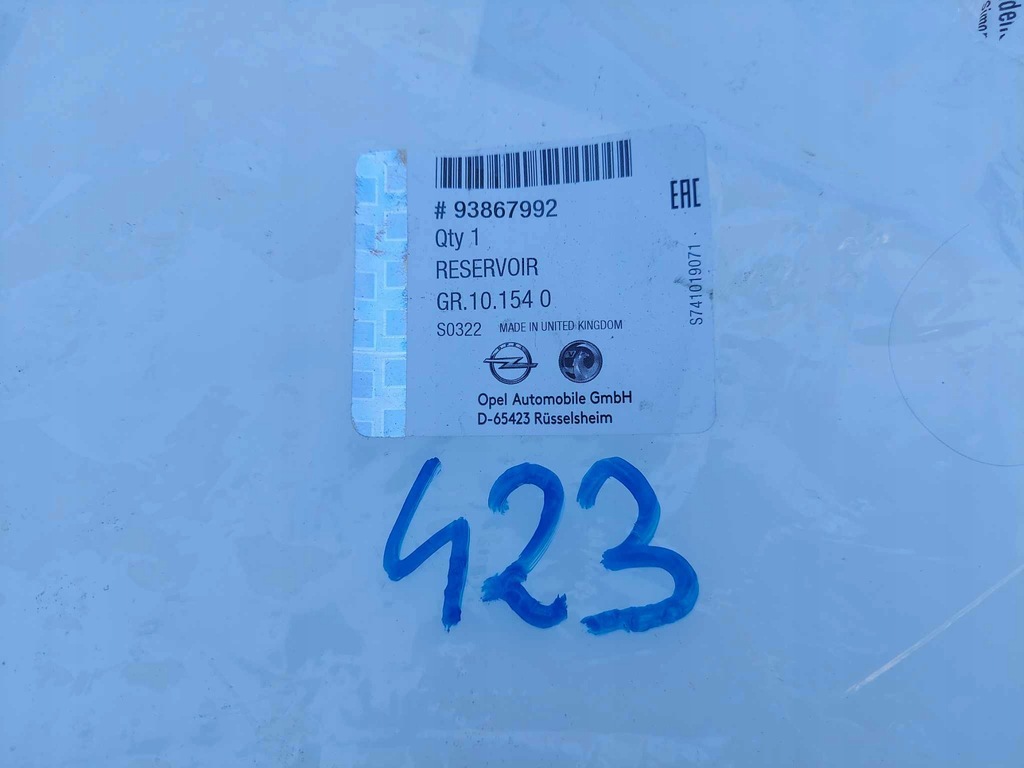 # 93867992
EAC
Qty 1
RESERVOIR
GR.10.154 0
S0322 MADE IN UNITED KINGDOM
S741019071
OPEL
Opel Automobile GmbH
D-65423 Rüsselsheim
423